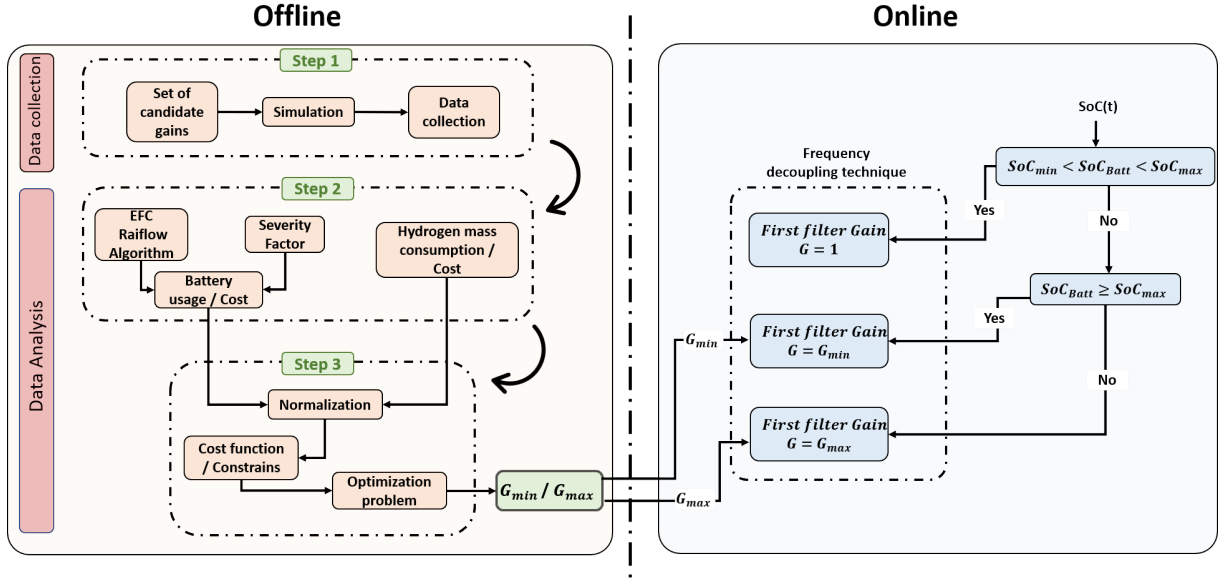 Offline
Online
Data collection
Step 1
Set of
candidate
gains
Simulation
Data
collection
Data Analysis
Step 2
EFC
Raiflow
Algorithm
Severity
Factor
Hydrogen mass
consumption /
Cost
Battery
usage / Cost
Step 3
Normalization
Cost function
/ Constrains
Optimization
problem
G_min / G_max
G_min
G_max
SoC(t)
SoC_min < SoC_Batt < SoC_max
Yes
No
Frequency
decoupling technique
First filter Gain
G = 1
SoC_Batt ≥ SoC_max
Yes
No
First filter Gain
G = G_min
First filter Gain
G = G_max